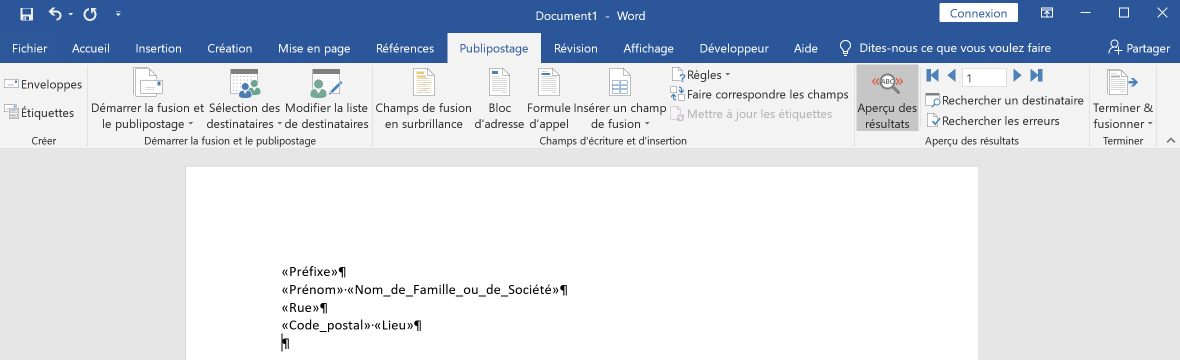 Document1 - Word
Connexion
Fichier Accueil Insertion Création Mise en page Références Publipostage Révision Affichage Développeur Aide Dites-nous ce que vous voulez faire Partager
Enveloppes
Étiquettes
Créer
Démarrer la fusion et
le publipostage
Sélection des
destinataires
Modifier la liste
de destinataires
Démarrer la fusion et le publipostage
Champs de fusion
en surbrillance
Bloc
d'adresse
Formule
d'appel
Insérer un champ
de fusion
Règles
Faire correspondre les champs
Mettre à jour les étiquettes
Champs d'écriture et d'insertion
ABC
Aperçu des
résultats
1
Rechercher un destinataire
Rechercher les erreurs
Aperçu des résultats
Terminer &
fusionner
Terminer
«Préfixe»¶
«Prénom»·«Nom_de_Famille_ou_de_Société»¶
«Rue»¶
«Code_postal»·«Lieu»¶
¶